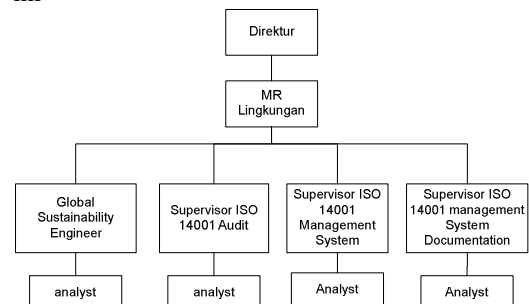 Direktur
MR
Lingkungan
Global
Sustainability
Engineer
Supervisor ISO
14001 Audit
Supervisor ISO
14001
Management
System
Supervisor ISO
14001 management
System
Documentation
analyst
analyst
Analyst
Analyst